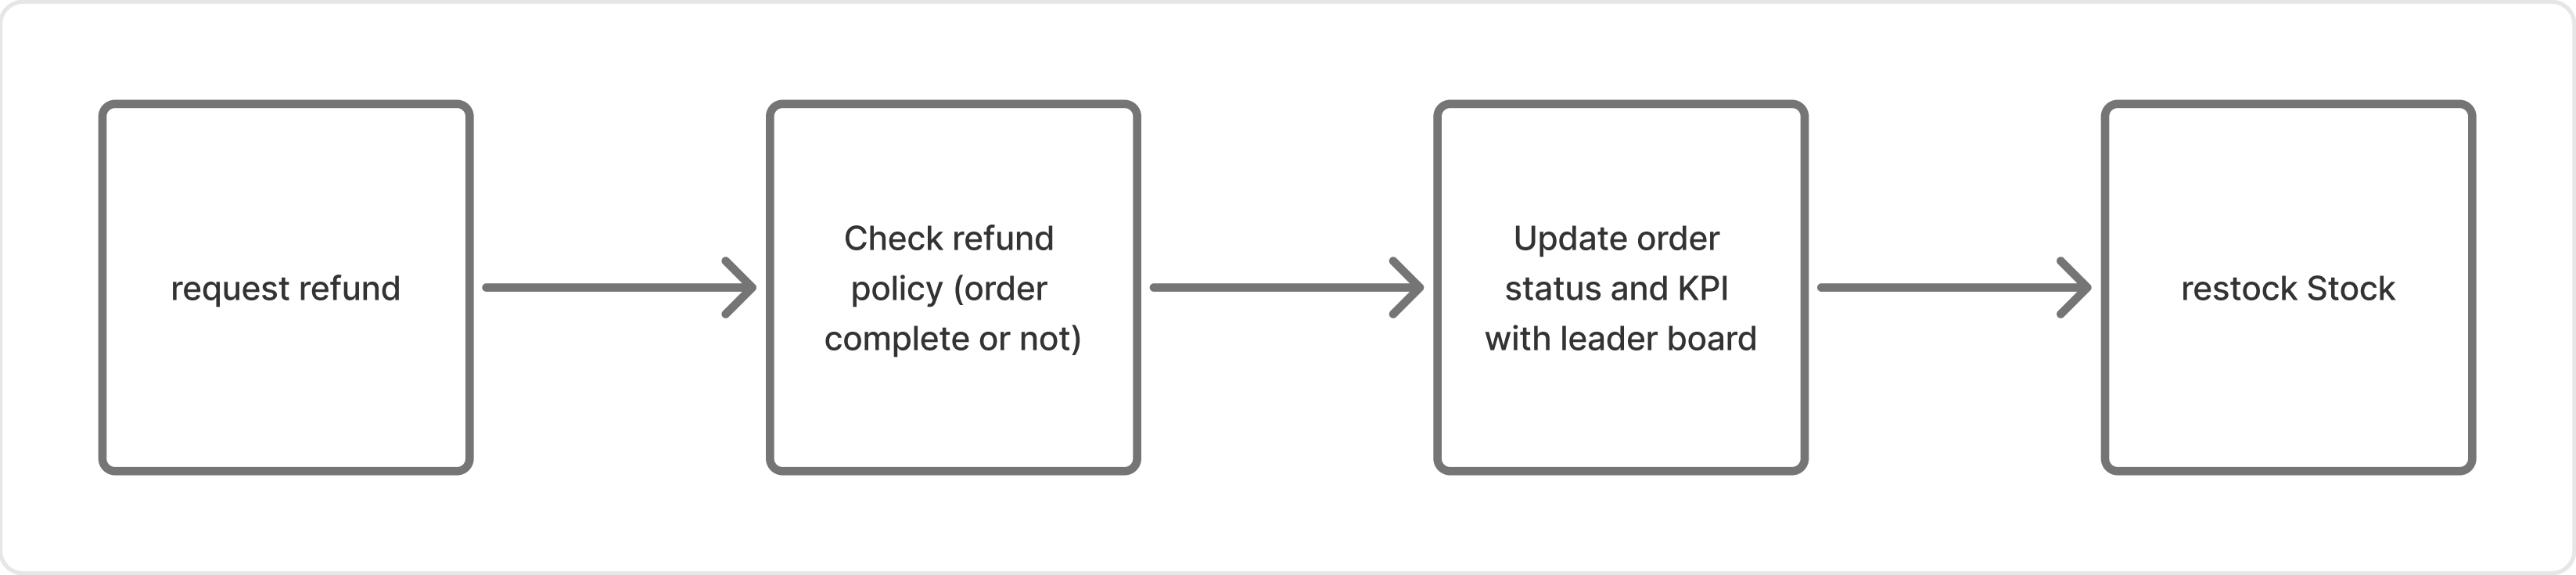 request refund
Check refund
policy (order
complete or not)
Update order
status and KPI
with leader board
restock Stock